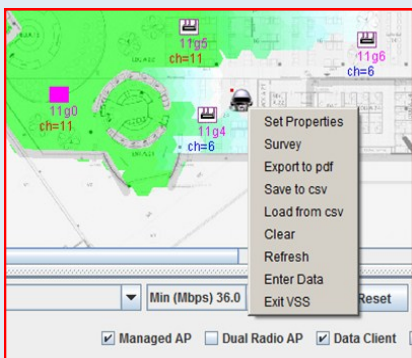 11g5
ch=11
11g6
ch=6
11g0
ch=11
11g4
ch=6
Set Properties
Survey
Export to pdf
Save to csv
Load from csv
Clear
Refresh
Enter Data
Exit VSS
Min (Mbps) 36.0
Reset
Managed AP
Dual Radio AP
Data Client